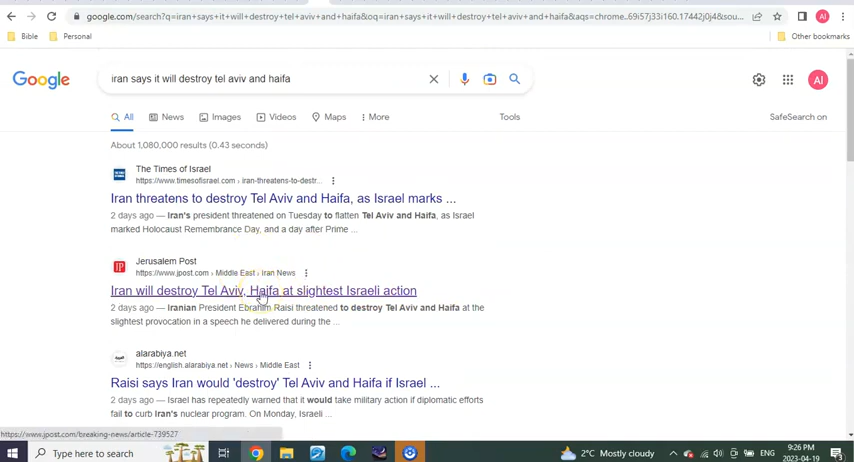 google.com/search?q=iran+says+it+will+destroy+tel+aviv+and+haifa&oq=iran+says+it+will+destroy+tel+aviv+and+haifa&aqs=chrome..69i57j33i160.17442j0j4&sou...
AI
Bible
Personal
Other bookmarks
Google
iran says it will destroy tel aviv and haifa
AI
All
News
Images
Videos
Maps
More
Tools
SafeSearch on
About 1,080,000 results (0.43 seconds)
The Times of Israel
https://www.timesofisrael.com › iran-threatens-to-destr...
Iran threatens to destroy Tel Aviv and Haifa, as Israel marks ...
2 days ago — Iran's president threatened on Tuesday to flatten Tel Aviv and Haifa, as Israel
marked Holocaust Remembrance Day, and a day after Prime ...
JP
Jerusalem Post
https://www.jpost.com › Middle East › Iran News
Iran will destroy Tel Aviv, Haifa at slightest Israeli action
2 days ago — Iranian President Ebrahim Raisi threatened to destroy Tel Aviv and Haifa at the
slightest provocation in a speech he delivered during the ...
alarabiya.net
https://english.alarabiya.net › News › Middle East
Raisi says Iran would 'destroy' Tel Aviv and Haifa if Israel ...
2 days ago — Israel has repeatedly warned that it would take military action if diplomatic efforts
fail to curb Iran's nuclear program. On Monday, Israeli ...
https://www.jpost.com/breaking-news/article-739527
Type here to search
2°C Mostly cloudy
ENG
9:26 PM
2023-04-19
3